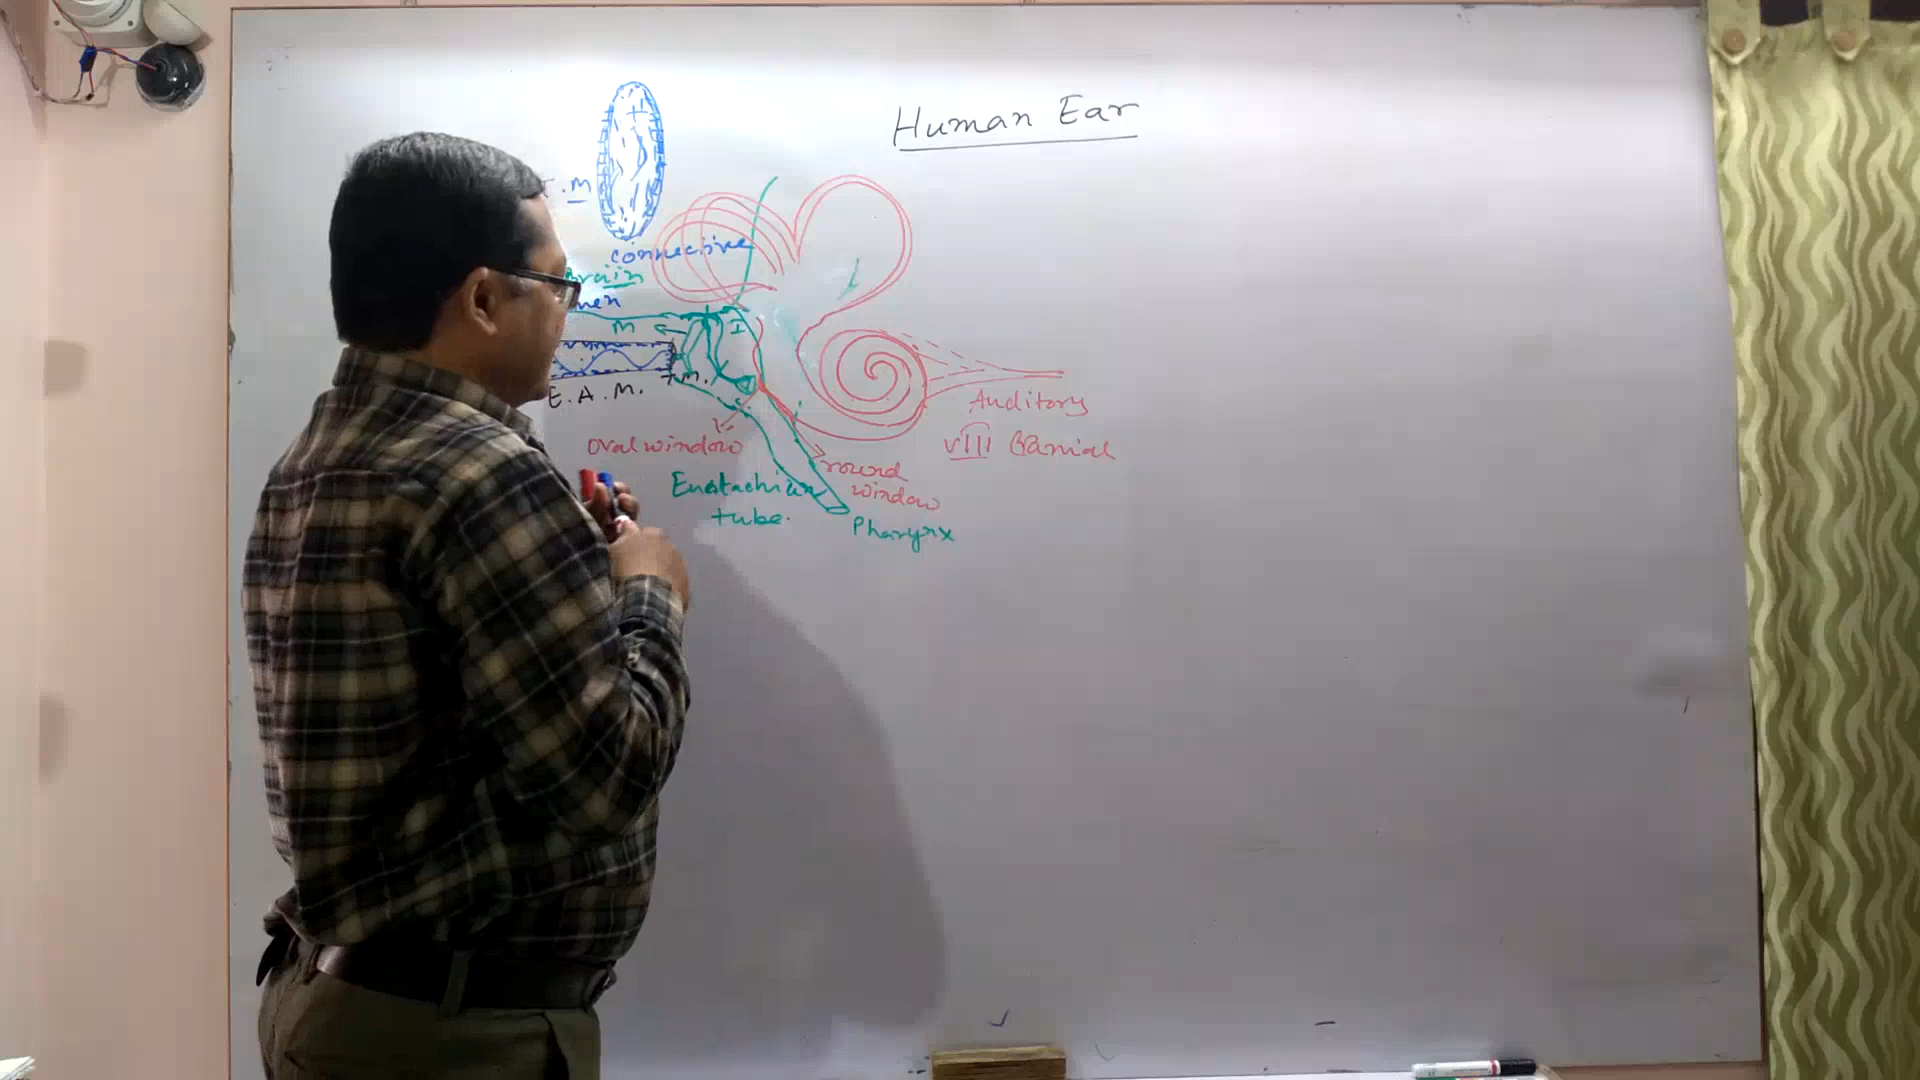 Human Ear
T.M
connective
Brain
men
M
I
T.M.
E.A.M.
Auditory
oval window
VIII Cranial
round
window
Eustachian
tube.
Pharynx